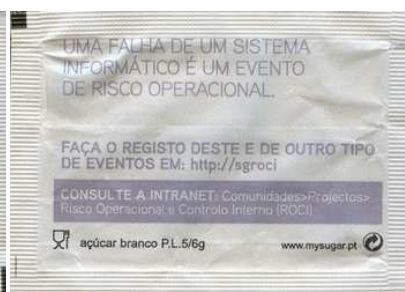 UMA FALHA DE UM SISTEMA
INFORMÁTICO É UM EVENTO
DE RISCO OPERACIONAL.
FAÇA O REGISTO DESTE E DE OUTRO TIPO
DE EVENTOS EM: http://sgroci
CONSULTE A INTRANET: Comunidades>Projectos>
Risco Operacional e Controlo Interno (ROCI)
açúcar branco P.L.5/6g
www.mysugar.pt